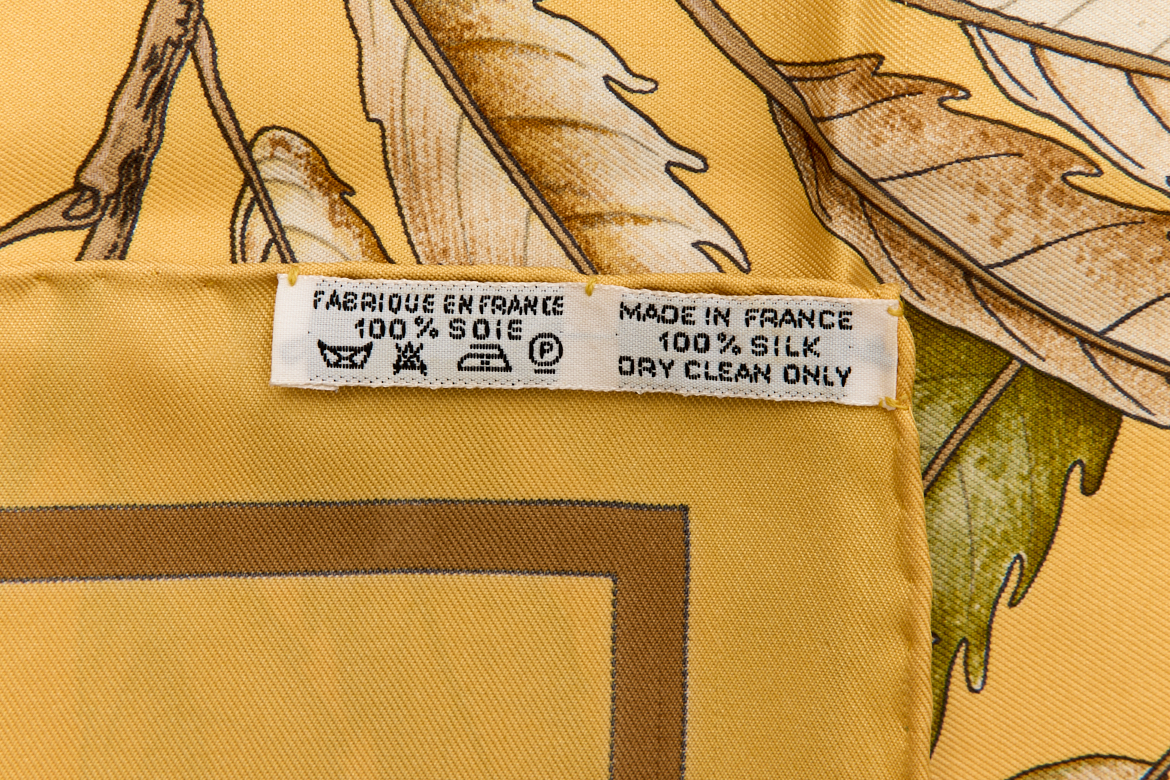 FABRIQUE EN FRANCE
100% SOIE
P
MADE IN FRANCE
100% SILK
DRY CLEAN ONLY